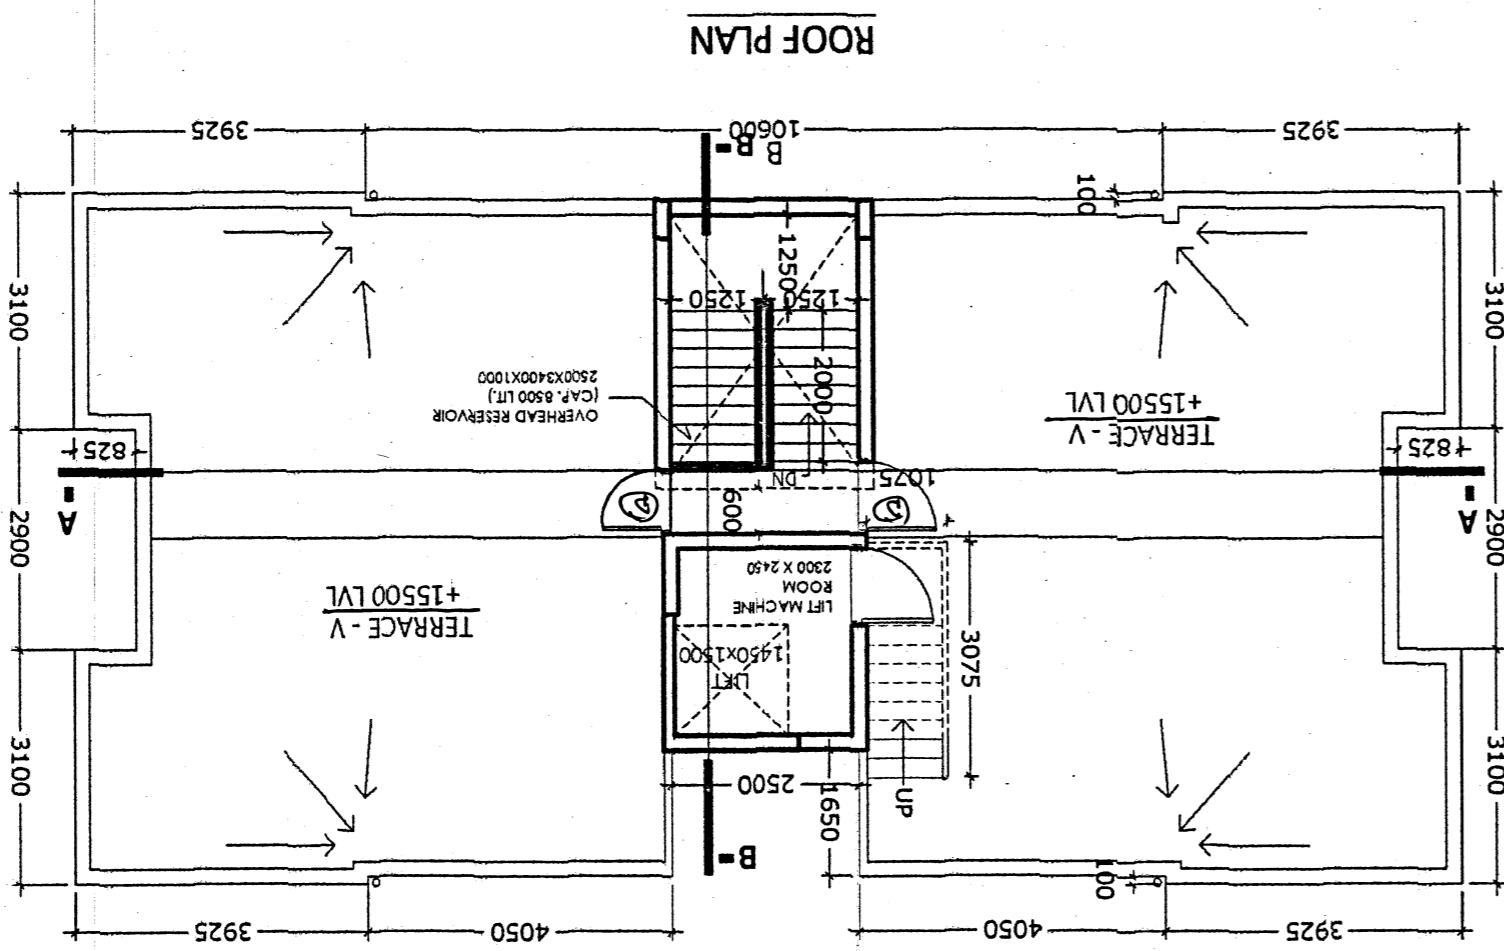 ROOF PLAN
3925
10600
3925
B
B
100
3100
3100
1250
1250
1250
2000
OVERHEAD RESERVOIR
(CAP. 8500 LIT.)
2500X3400X1000
TERRACE - V
+15500 LVL
825
825
DN
1075
A
A
2900
2900
600
LIFT MACHINE
ROOM
2300 X 2450
TERRACE - V
+15500 LVL
LIFT
1450x1500
3075
3100
3100
2500
1650
UP
B
100
3925
4050
4050
3925